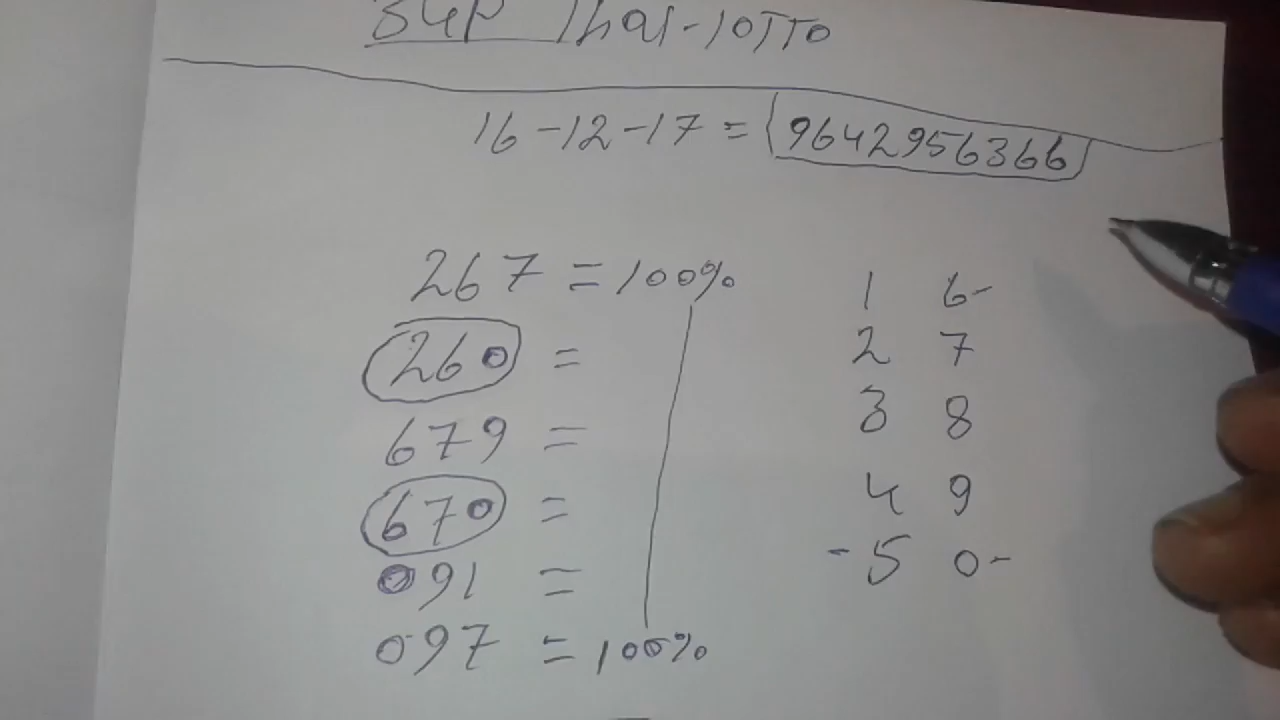 3UP Thai-lOTTO
16-12-17 = 9642956366
267 = 100%
260 =
679 =
670 =
091 =
097 = 100%
1 6-
2 7
3 8
4 9
-5 0-